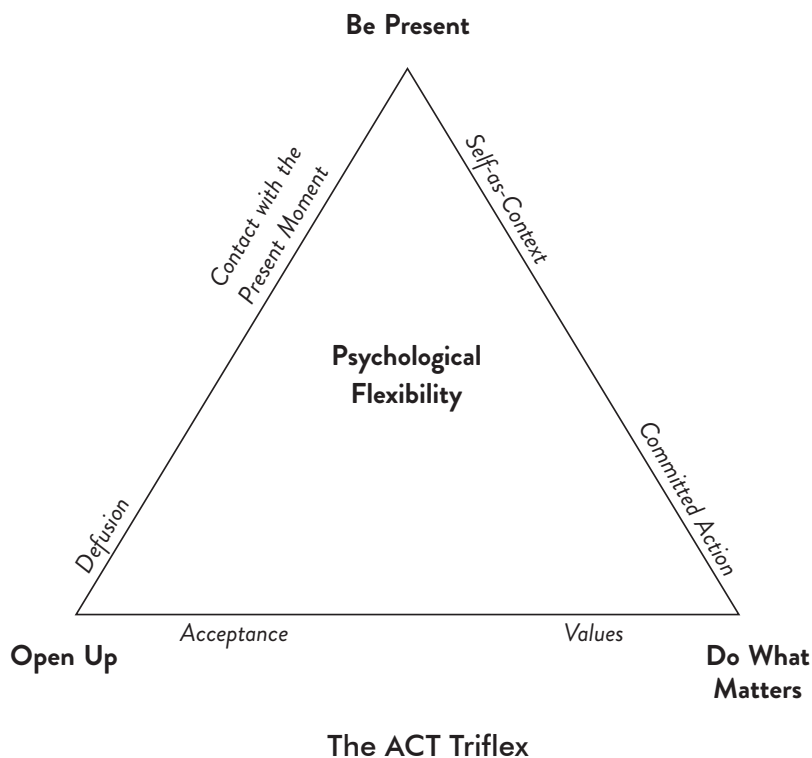 Be Present
Contact with the
Present Moment
Self-as-Context
Psychological
Flexibility
Defusion
Committed Action
Acceptance
Values
Open Up
Do What
Matters
The ACT Triflex